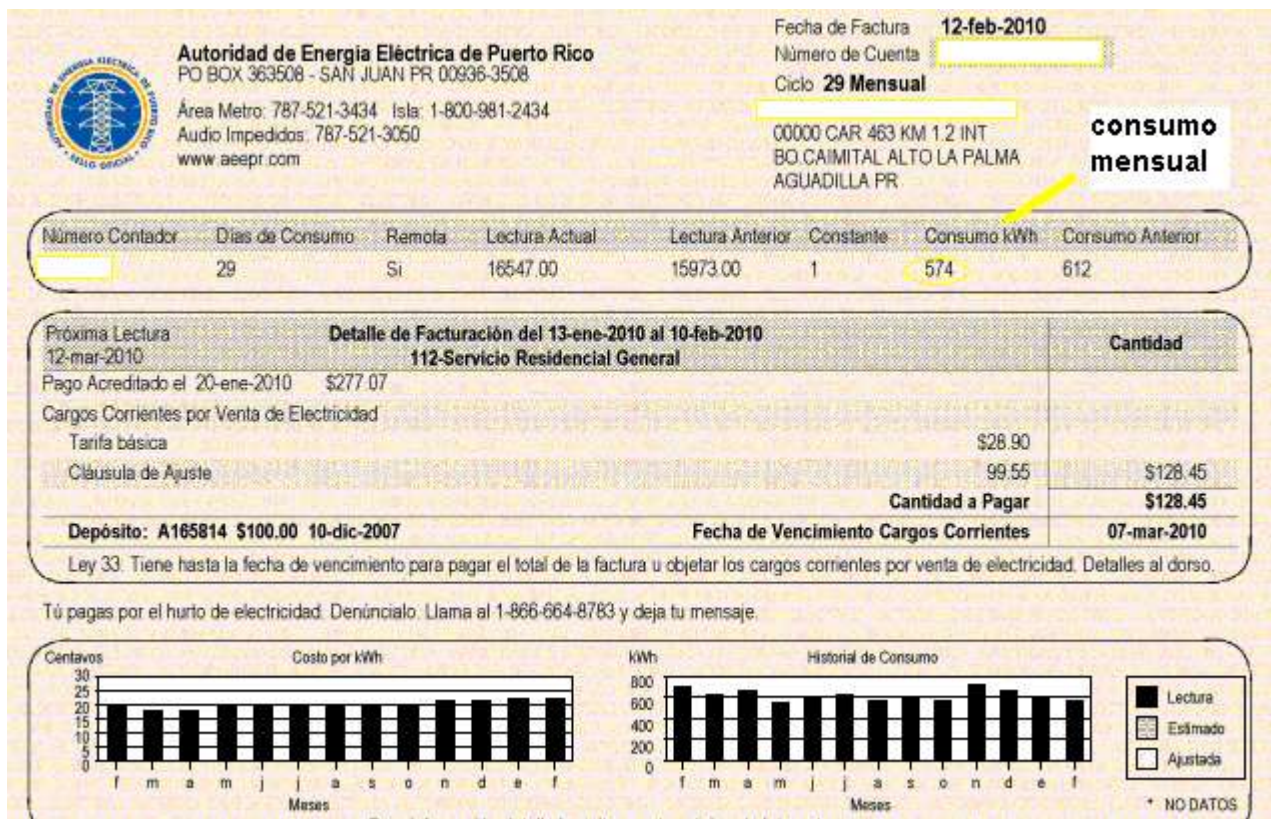 Autoridad de Energía Eléctrica de Puerto Rico
PO BOX 363508 - SAN JUAN PR 00936-3508
Área Metro: 787-521-3434 Isla: 1-800-981-2434
Audio Impedidos: 787-521-3050
www.aeepr.com
AUTORIDAD DE ENERGIA ELECTRICA DE PUERTO RICO
SELLO OFICIAL
Fecha de Factura 12-feb-2010
Número de Cuenta
Ciclo 29 Mensual
00000 CAR 463 KM 1.2 INT
BO.CAIMITAL ALTO LA PALMA
AGUADILLA PR
consumo
mensual
Número Contador Dias de Consumo Remota Lectura Actual Lectura Anterior Constante Consumo kWh Consumo Anterior
29 Si 16547.00 15973.00 1 574 612
Próxima Lectura Detalle de Facturación del 13-ene-2010 al 10-feb-2010 Cantidad
12-mar-2010 112-Servicio Residencial General
Pago Acreditado el 20-ene-2010 $277.07
Cargos Corrientes por Venta de Electricidad
Tarifa básica $28.90
Cláusula de Ajuste 99.55 $128.45
Cantidad a Pagar $128.45
Depósito: A165814 $100.00 10-dic-2007 Fecha de Vencimiento Cargos Corrientes 07-mar-2010
Ley 33. Tiene hasta la fecha de vencimiento para pagar el total de la factura u objetar los cargos corrientes por venta de electricidad. Detalles al dorso.
Tú pagas por el hurto de electricidad. Denúncialo. Llama al 1-866-664-8783 y deja tu mensaje.
Centavos Costo por kWh
30
25
20
15
10
5
0
f m a m j j a s o n d e f
Meses
kWh Historial de Consumo
800
600
400
200
0
f m a m j j a s o n d e f
Meses
Lectura
Estimado
Ajustada
* NO DATOS